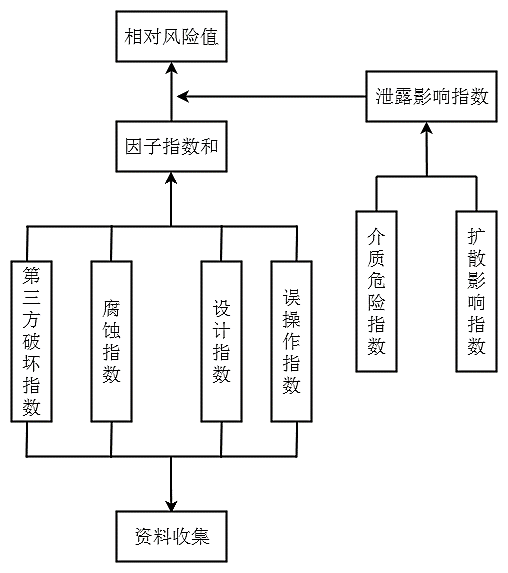 相对风险值
泄露影响指数
因子指数和
介质危险指数
扩散影响指数
第三方破坏指数
腐蚀指数
设计指数
误操作指数
资料收集